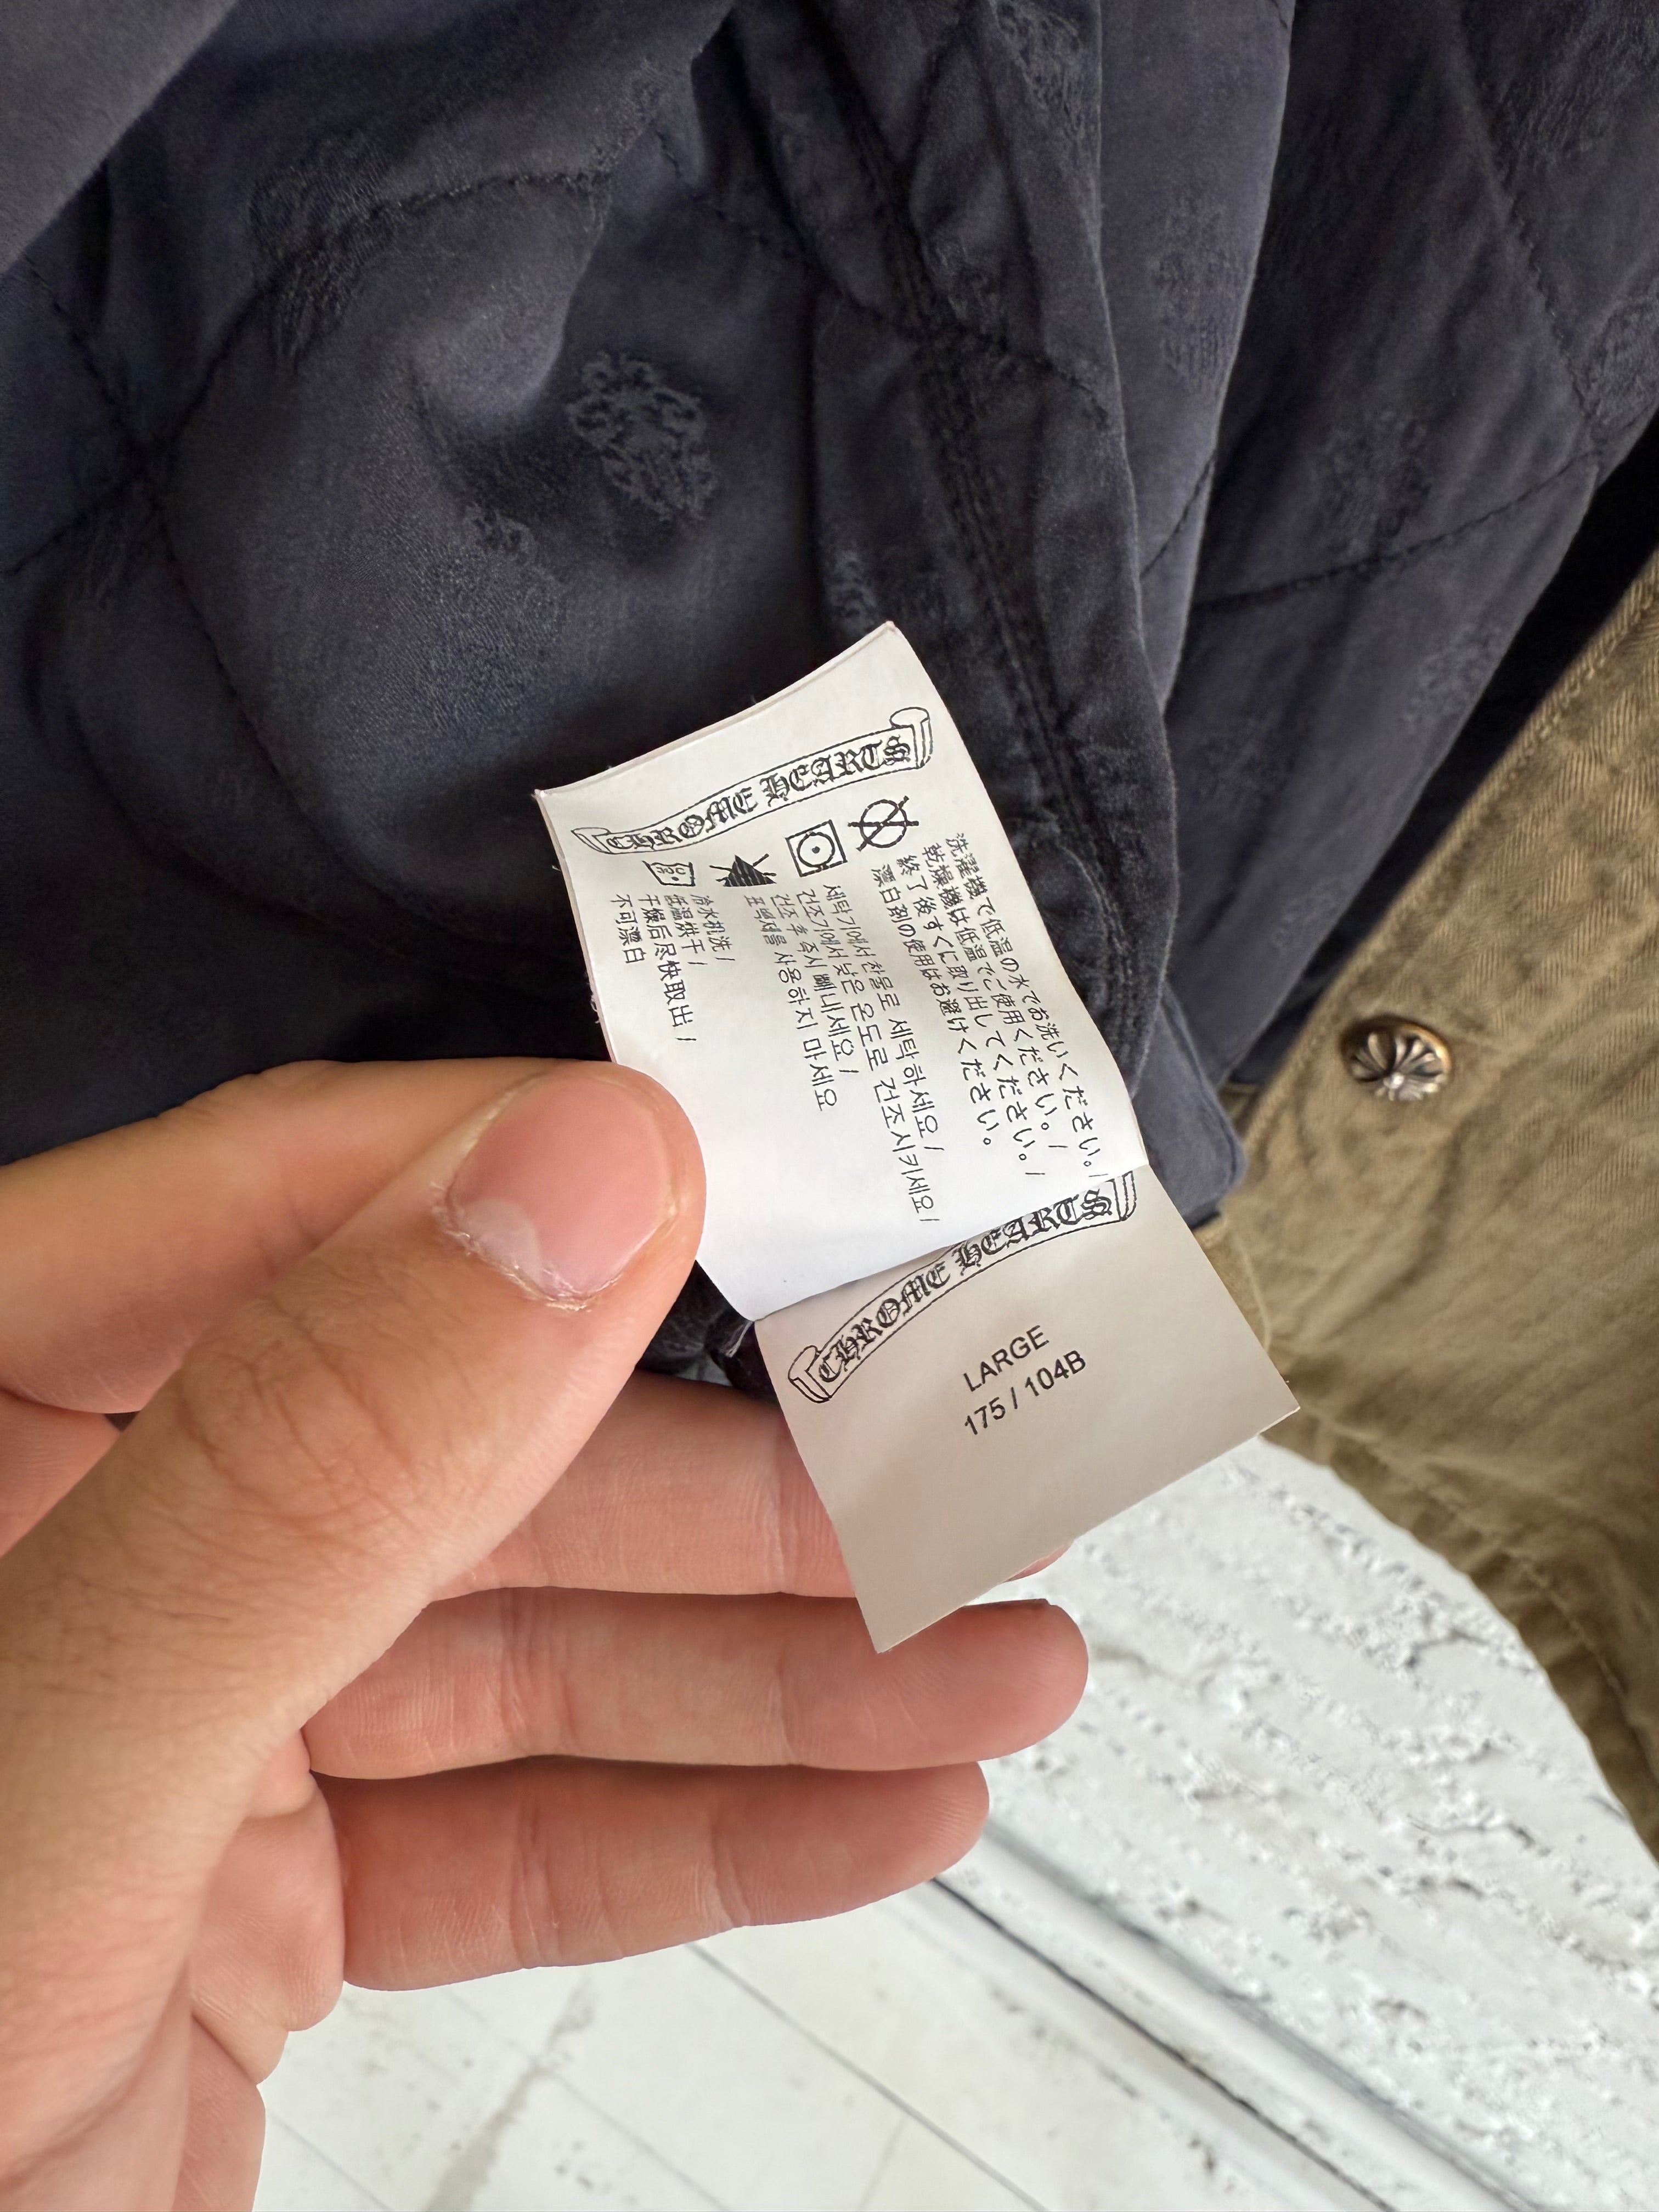 CHROME HEARTS
洗濯機で低温の水でお洗いください。/
乾燥機は低温でご使用ください。/
終了後すぐに取り出してください。/
漂白剤の使用はお避けください。
세탁기에서 찬물로 세탁하세요 /
건조기에서 낮은 온도로 건조시키세요 /
건조 후 즉시 빼내세요 /
표백제를 사용하지 마세요
冷水机洗 /
低温烘干 /
干燥后尽快取出 /
不可漂白
CHROME HEARTS
LARGE
175 / 104B